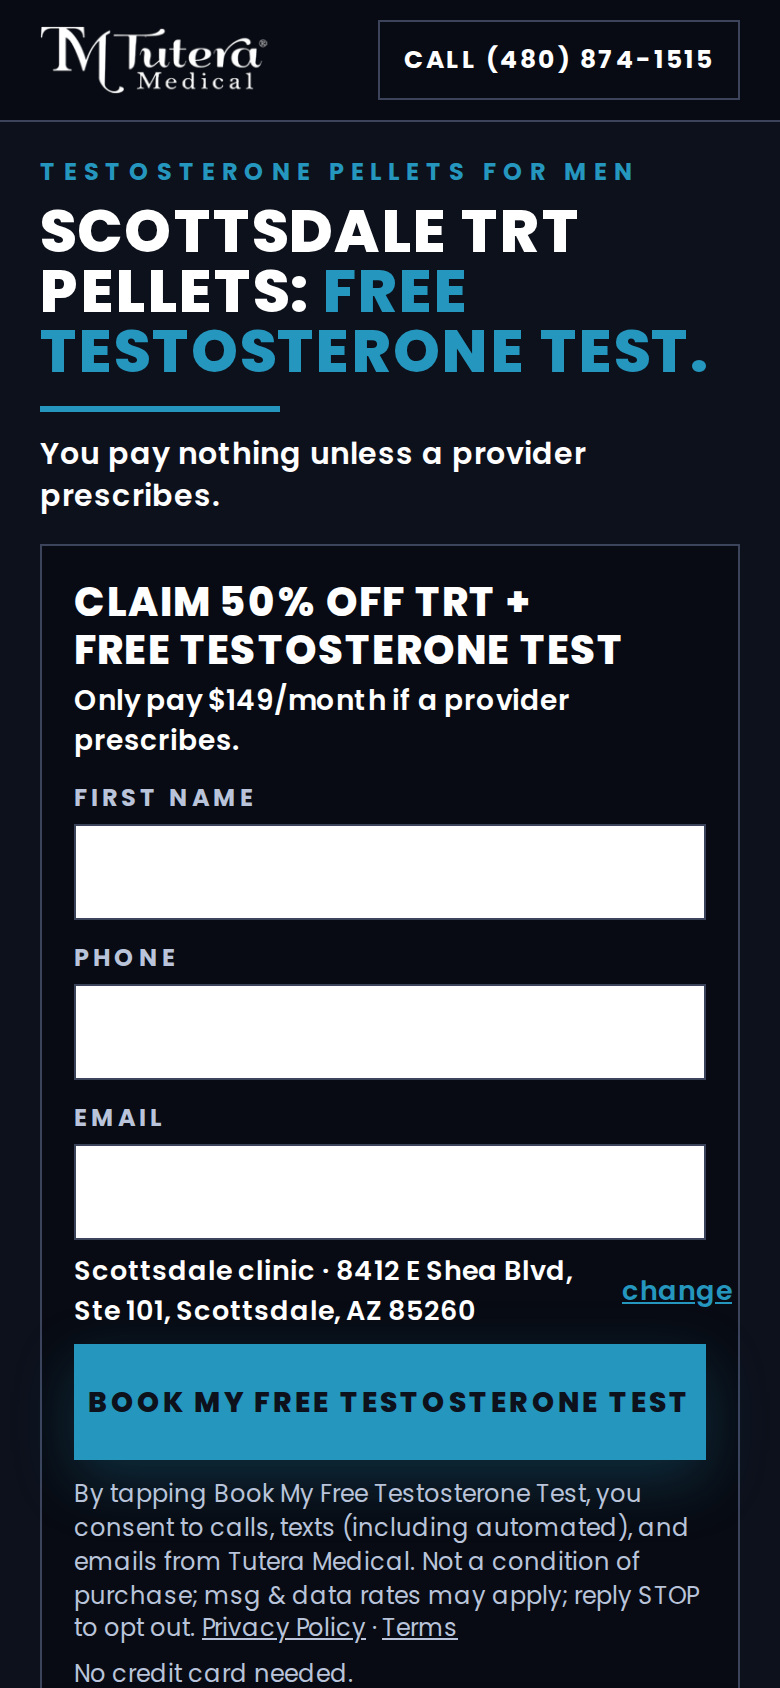 TM Tutera®
Medical
CALL (480) 874-1515
TESTOSTERONE PELLETS FOR MEN
SCOTTSDALE TRT
PELLETS: FREE
TESTOSTERONE TEST.
You pay nothing unless a provider
prescribes.
CLAIM 50% OFF TRT +
FREE TESTOSTERONE TEST
Only pay $149/month if a provider
prescribes.
FIRST NAME
PHONE
EMAIL
Scottsdale clinic · 8412 E Shea Blvd,
Ste 101, Scottsdale, AZ 85260
change
BOOK MY FREE TESTOSTERONE TEST
By tapping Book My Free Testosterone Test, you
consent to calls, texts (including automated), and
emails from Tutera Medical. Not a condition of
purchase; msg & data rates may apply; reply STOP
to opt out. Privacy Policy · Terms
No credit card needed.